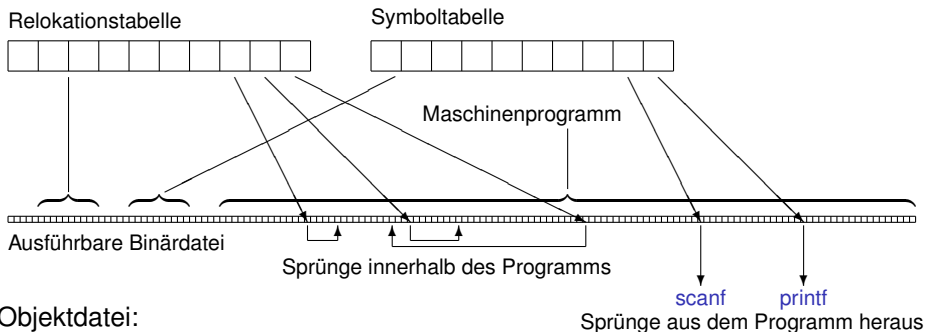 Relokationstabelle
Symboltabelle
Maschinenprogramm
Ausführbare Binärdatei
Sprünge innerhalb des Programms
scanf
printf
Objektdatei:
Sprünge aus dem Programm heraus